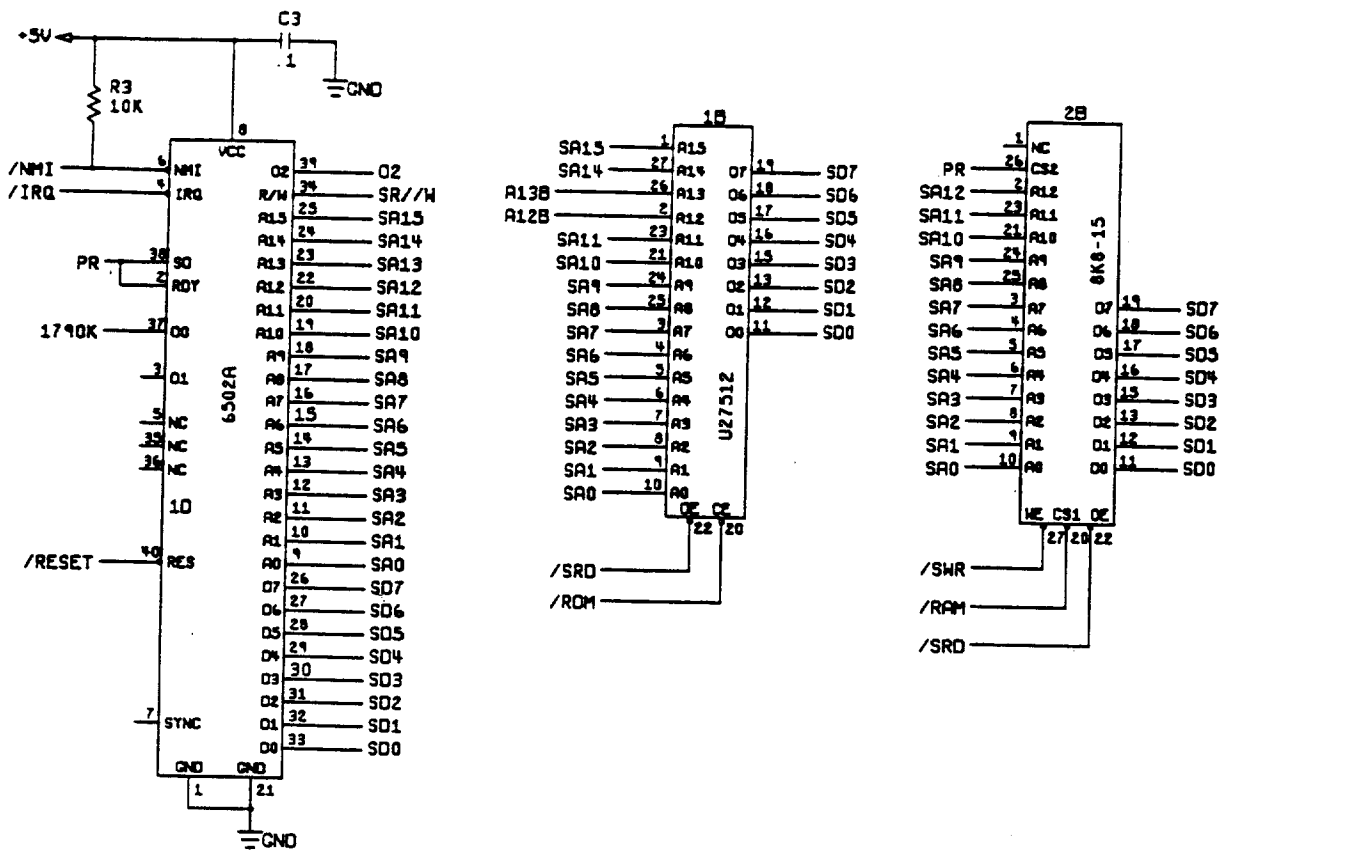 C3
+5V
.1
GND
R3
10K
8
VCC
/NMI 6 NMI
/IRQ 4 IRQ
PR 38 SO
2 RDY
1790K 37 O0
3 O1
5 NC
35 NC
36 NC
6502A
1D
/RESET 40 RES
7 SYNC
O2 39 O2
R/W 34 SR//W
A15 25 SA15
A14 24 SA14
A13 23 SA13
A12 22 SA12
A11 20 SA11
A10 19 SA10
A9 18 SA9
A8 17 SA8
A7 16 SA7
A6 15 SA6
A5 14 SA5
A4 13 SA4
A3 12 SA3
A2 11 SA2
A1 10 SA1
A0 9 SA0
D7 26 SD7
D6 27 SD6
D5 28 SD5
D4 29 SD4
D3 30 SD3
D2 31 SD2
D1 32 SD1
D0 33 SD0
GND GND
1 21
GND
1B
SA15 1 A15
SA14 27 A14
A13B 26 A13
A12B 2 A12
SA11 23 A11
SA10 21 A10
SA9 24 A9
SA8 25 A8
SA7 3 A7
SA6 4 A6
SA5 5 A5
SA4 6 A4
SA3 7 A3
SA2 8 A2
SA1 9 A1
SA0 10 A0
O7 19 SD7
O6 18 SD6
O5 17 SD5
O4 16 SD4
O3 15 SD3
O2 13 SD2
O1 12 SD1
O0 11 SD0
U27512
OE CE
22 20
/SRD
/ROM
2B
1 NC
PR 26 CS2
SA12 2 A12
SA11 23 A11
SA10 21 A10
SA9 24 A9
SA8 25 A8
SA7 3 A7
SA6 4 A6
SA5 5 A5
SA4 6 A4
SA3 7 A3
SA2 8 A2
SA1 9 A1
SA0 10 A0
8K8-15
D7 19 SD7
D6 18 SD6
D5 17 SD5
D4 16 SD4
D3 15 SD3
D2 13 SD2
D1 12 SD1
D0 11 SD0
WE CS1 OE
27 20 22
/SWR
/RAM
/SRD